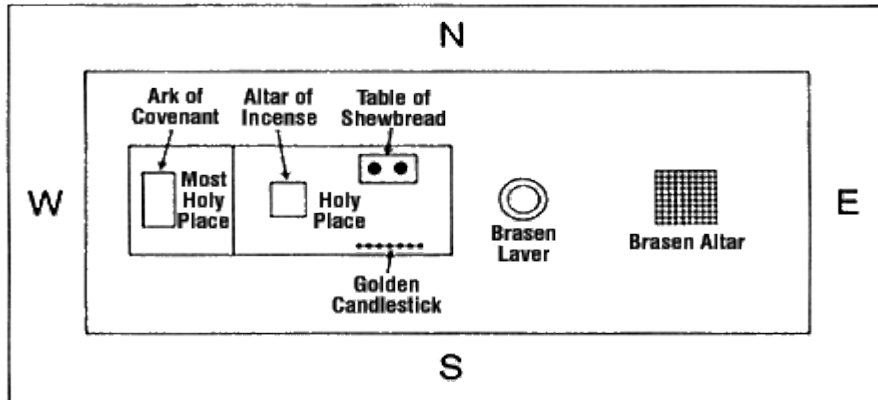 N
Ark of
Covenant
Altar of
Incense
Table of
Shewbread
W
Most
Holy
Place
Holy
Place
Brasen
Laver
Brasen Altar
E
Golden
Candlestick
S